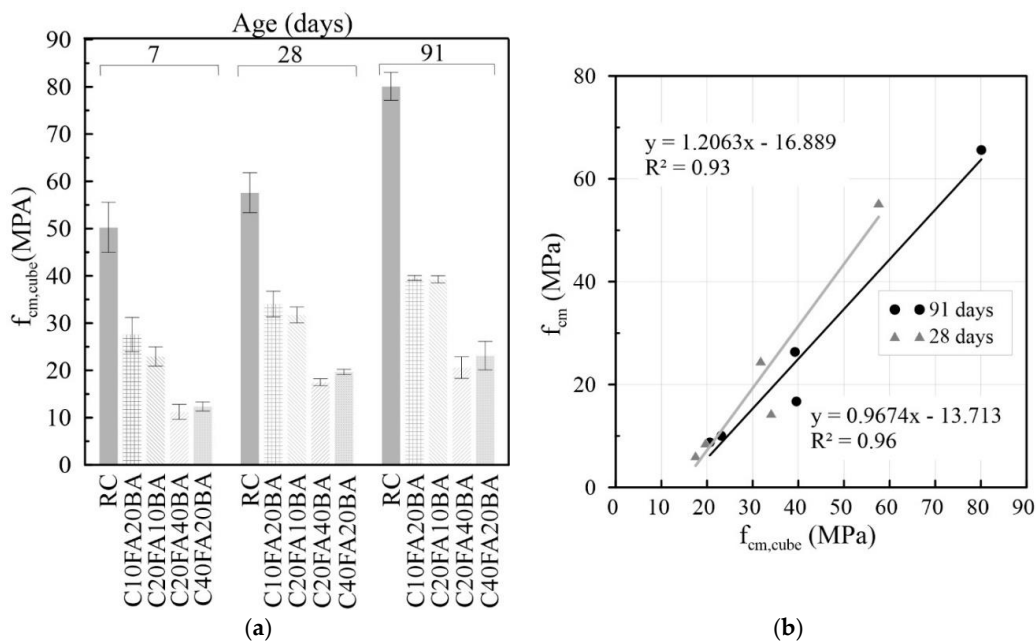 Age (days)
7 28 91
90
80
70
60
50
40
30
20
10
0
f_cm,cube(MPA)
RC
C10FA20BA
C20FA10BA
C20FA40BA
C40FA20BA
RC
C10FA20BA
C20FA10BA
C20FA40BA
C40FA20BA
RC
C10FA20BA
C20FA10BA
C20FA40BA
C40FA20BA
(a)
80
60
40
20
0
f_cm (MPa)
y = 1.2063x - 16.889
R² = 0.93
91 days
28 days
y = 0.9674x - 13.713
R² = 0.96
0 10 20 30 40 50 60 70 80 90
f_cm,cube (MPa)
(b)